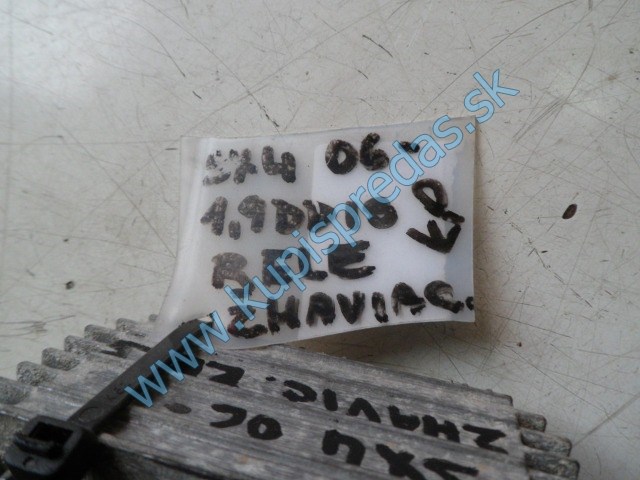 SX4 06-
1,9DDIS KP
RELE
ZHAVIAC.
www.kupispredas.sk
SX4 06-
ZHAVIC.